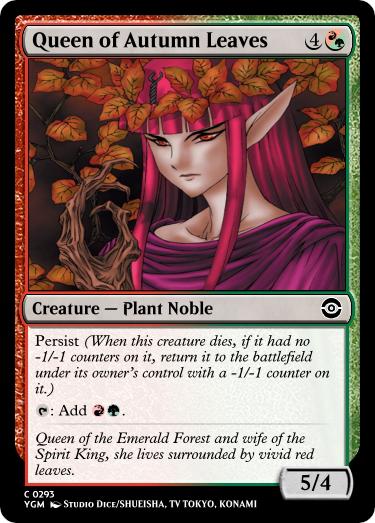 Queen of Autumn Leaves 4
Creature — Plant Noble
Persist (When this creature dies, if it had no
-1/-1 counters on it, return it to the battlefield
under its owner's control with a -1/-1 counter on
it.)
: Add .
Queen of the Emerald Forest and wife of the
Spirit King, she lives surrounded by vivid red
leaves.
5/4
C 0293
YGM Studio Dice/SHUEISHA, TV TOKYO, KONAMI